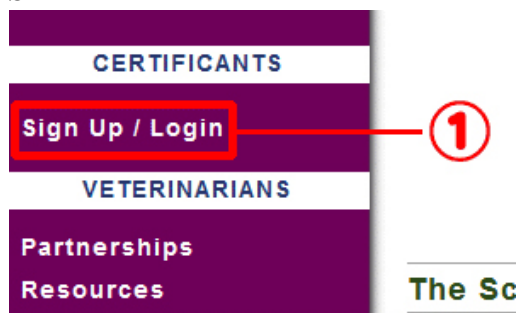 CERTIFICANTS
Sign Up / Login
1
VETERINARIANS
Partnerships
Resources
The Sc